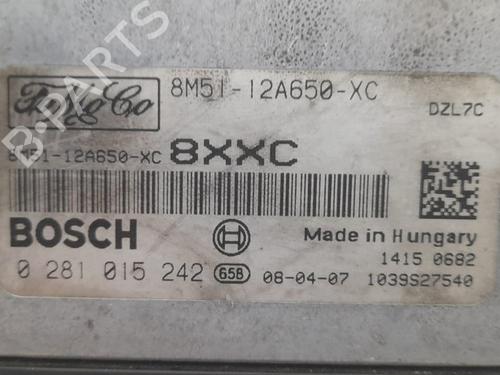 B-PARTS
FoMoCo
8M51-12A650-XC
DZL7C
8M51-12A650-XC 8XXC
BOSCH
Made in Hungary
1415 0682
0 281 015 242 658 08-04-07 1039S27540